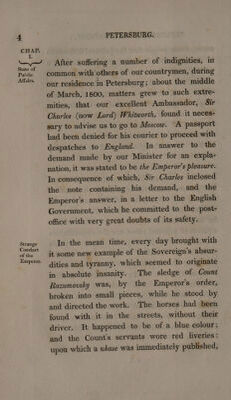 4
PETERSBURG.
CHAP.
I.
State of
Public
Affairs.
After suffering a number of indignities, in
common with others of our countrymen, during
our residence in Petersburg; about the middle
of March, 1800, matters grew to such extre-
mities, that our excellent Ambassador, Sir
Charles (now Lord) Whitworth, found it neces-
sary to advise us to go to Moscow. A passport
had been denied for his courier to proceed with
despatches to England. In answer to the
demand made by our Minister for an expla-
nation, it was stated to be the Emperor's pleasure.
In consequence of which, Sir Charles inclosed
the note containing his demand, and the
Emperor's answer, in a letter to the English
Government, which he committed to the post-
office with very great doubts of its safety.
Strange
Conduct
of the
Emperor.
In the mean time, every day brought with
it some new example of the Sovereign's absur-
dities and tyranny, which seemed to originate
in absolute insanity. The sledge of Count
Razumovsky was, by the Emperor's order,
broken into small pieces, while he stood by
and directed the work. The horses had been
found with it in the streets, without their
driver. It happened to be of a blue colour;
and the Count's servants wore red liveries:
upon which a ukase was immediately published,